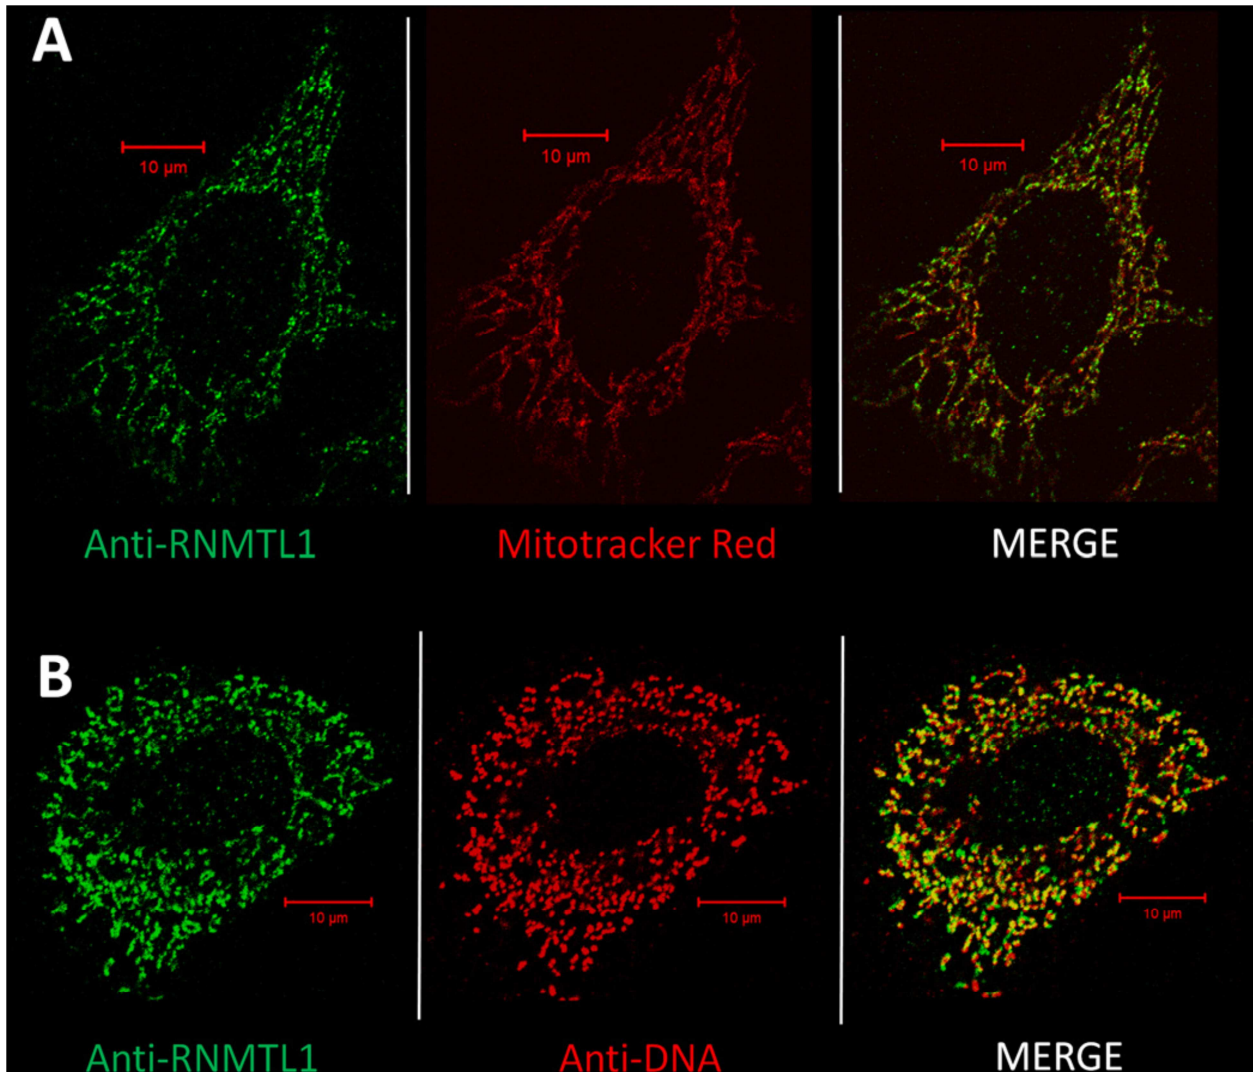 A
10 µm
10 µm
10 µm
Anti-RNMTL1
Mitotracker Red
MERGE
B
10 µm
10 µm
10 µm
Anti-RNMTL1
Anti-DNA
MERGE